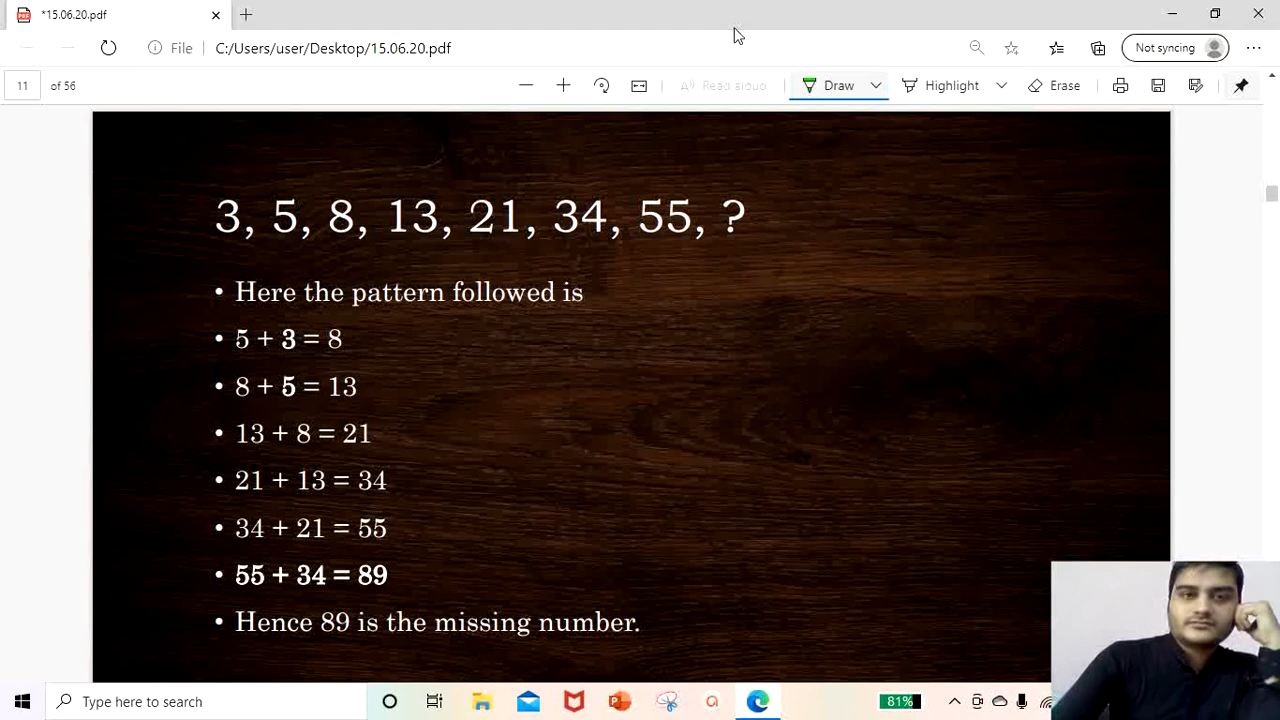 *15.06.20.pdf
File C:/Users/user/Desktop/15.06.20.pdf Not syncing
11 of 56 Read aloud Draw Highlight Erase
3, 5, 8, 13, 21, 34, 55, ?
• Here the pattern followed is
• 5 + 3 = 8
• 8 + 5 = 13
• 13 + 8 = 21
• 21 + 13 = 34
• 34 + 21 = 55
• 55 + 34 = 89
• Hence 89 is the missing number.
Type here to search 81%